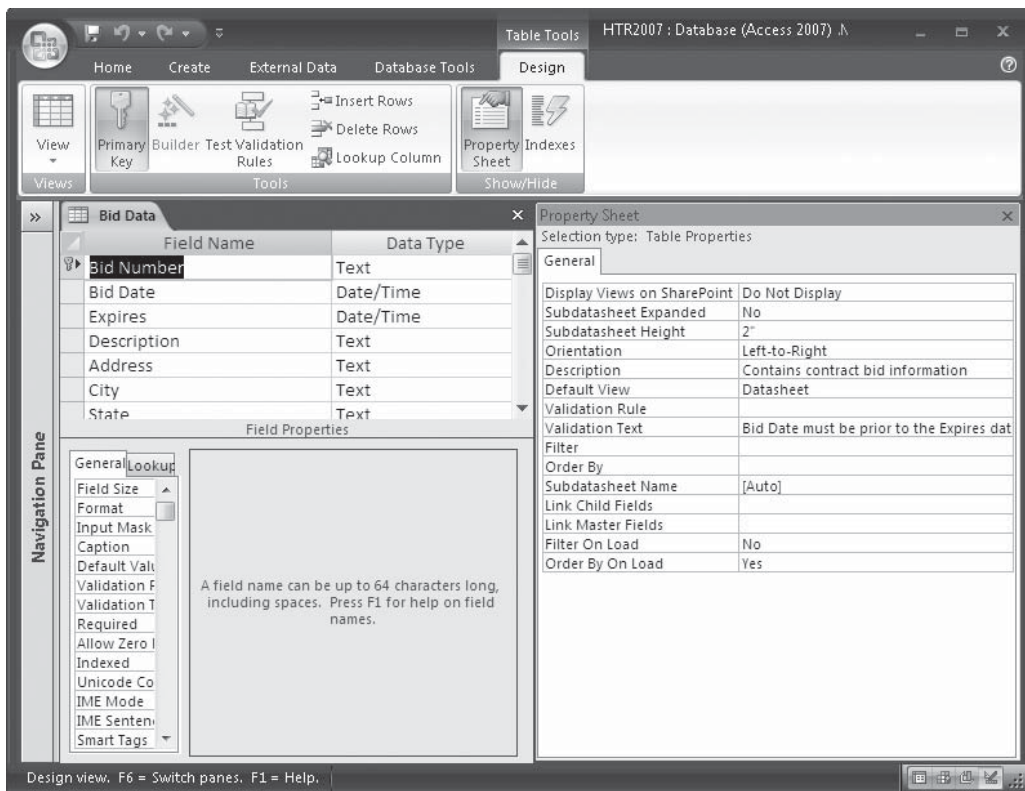 Table Tools
HTR2007 : Database (Access 2007)
Home Create External Data Database Tools Design
View
Primary Key
Builder
Test Validation Rules
Insert Rows
Delete Rows
Lookup Column
Property Sheet
Indexes
Views
Tools
Show/Hide
Navigation Pane
Bid Data
Field Name Data Type
Bid Number Text
Bid Date Date/Time
Expires Date/Time
Description Text
Address Text
City Text
State Text
Field Properties
General Lookup
Field Size
Format
Input Mask
Caption
Default Valu
Validation R
Validation T
Required
Allow Zero l
Indexed
Unicode Co
IME Mode
IME Senten
Smart Tags
A field name can be up to 64 characters long,
including spaces. Press F1 for help on field
names.
Property Sheet
Selection type: Table Properties
General
Display Views on SharePoint Do Not Display
Subdatasheet Expanded No
Subdatasheet Height 2"
Orientation Left-to-Right
Description Contains contract bid information
Default View Datasheet
Validation Rule
Validation Text Bid Date must be prior to the Expires dat
Filter
Order By
Subdatasheet Name [Auto]
Link Child Fields
Link Master Fields
Filter On Load No
Order By On Load Yes
Design view. F6 = Switch panes. F1 = Help.